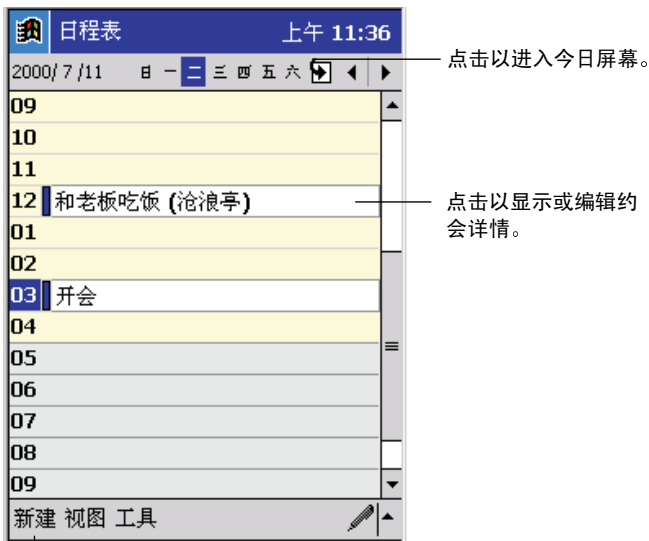 日程表 上午 11:36
2000/ 7 /11 日 一 二 三 四 五 六
点击以进入今日屏幕。
09
10
11
12 和老板吃饭 (沧浪亭)
点击以显示或编辑约
会详情。
01
02
03 开会
04
05
06
07
08
09
新建 视图 工具